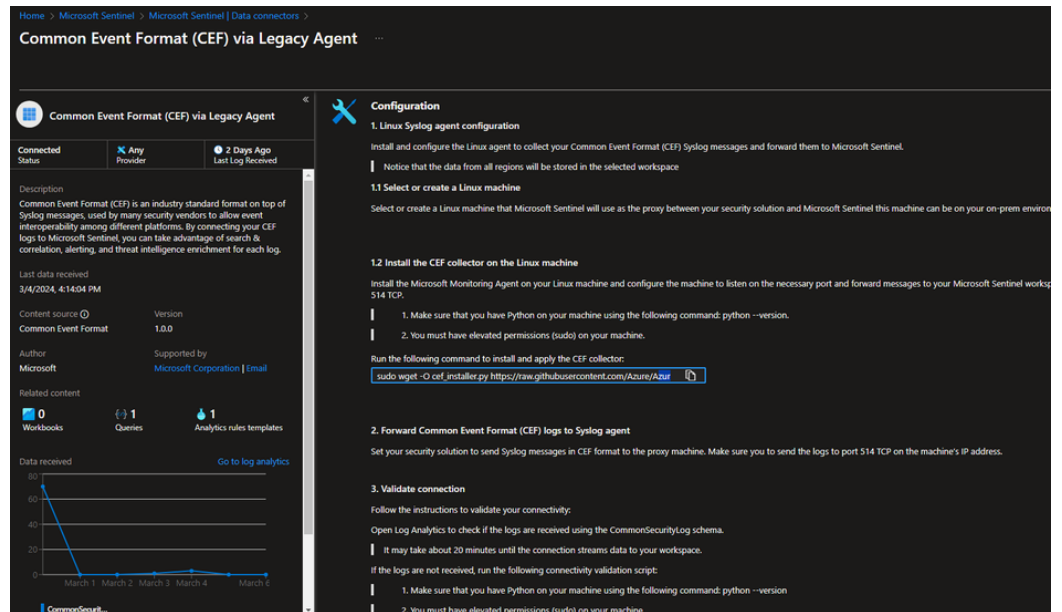 Home > Microsoft Sentinel > Microsoft Sentinel | Data connectors >
Common Event Format (CEF) via Legacy Agent ...
«
Common Event Format (CEF) via Legacy Agent
Connected
Status
Any
Provider
2 Days Ago
Last Log Received
Description
Common Event Format (CEF) is an industry standard format on top of
Syslog messages, used by many security vendors to allow event
interoperability among different platforms. By connecting your CEF
logs to Microsoft Sentinel, you can take advantage of search &
correlation, alerting, and threat intelligence enrichment for each log.
Last data received
3/4/2024, 4:14:04 PM
Content source
Common Event Format
Version
1.0.0
Author
Microsoft
Supported by
Microsoft Corporation | Email
Related content
0
Workbooks
1
Queries
1
Analytics rules templates
Data received
Go to log analytics
80
60
40
20
0
March 1 March 2 March 3 March 4 March 6
CommonSecurit...
Configuration
1. Linux Syslog agent configuration
Install and configure the Linux agent to collect your Common Event Format (CEF) Syslog messages and forward them to Microsoft Sentinel.
Notice that the data from all regions will be stored in the selected workspace
1.1 Select or create a Linux machine
Select or create a Linux machine that Microsoft Sentinel will use as the proxy between your security solution and Microsoft Sentinel this machine can be on your on-prem environ
1.2 Install the CEF collector on the Linux machine
Install the Microsoft Monitoring Agent on your Linux machine and configure the machine to listen on the necessary port and forward messages to your Microsoft Sentinel worksp
514 TCP.
1. Make sure that you have Python on your machine using the following command: python --version.
2. You must have elevated permissions (sudo) on your machine.
Run the following command to install and apply the CEF collector:
sudo wget -O cef_installer.py https://raw.githubusercontent.com/Azure/Azur
2. Forward Common Event Format (CEF) logs to Syslog agent
Set your security solution to send Syslog messages in CEF format to the proxy machine. Make sure you to send the logs to port 514 TCP on the machine's IP address.
3. Validate connection
Follow the instructions to validate your connectivity:
Open Log Analytics to check if the logs are received using the CommonSecurityLog schema.
It may take about 20 minutes until the connection streams data to your workspace.
If the logs are not received, run the following connectivity validation script:
1. Make sure that you have Python on your machine using the following command: python --version
2. You must have elevated permissions (sudo) on your machine